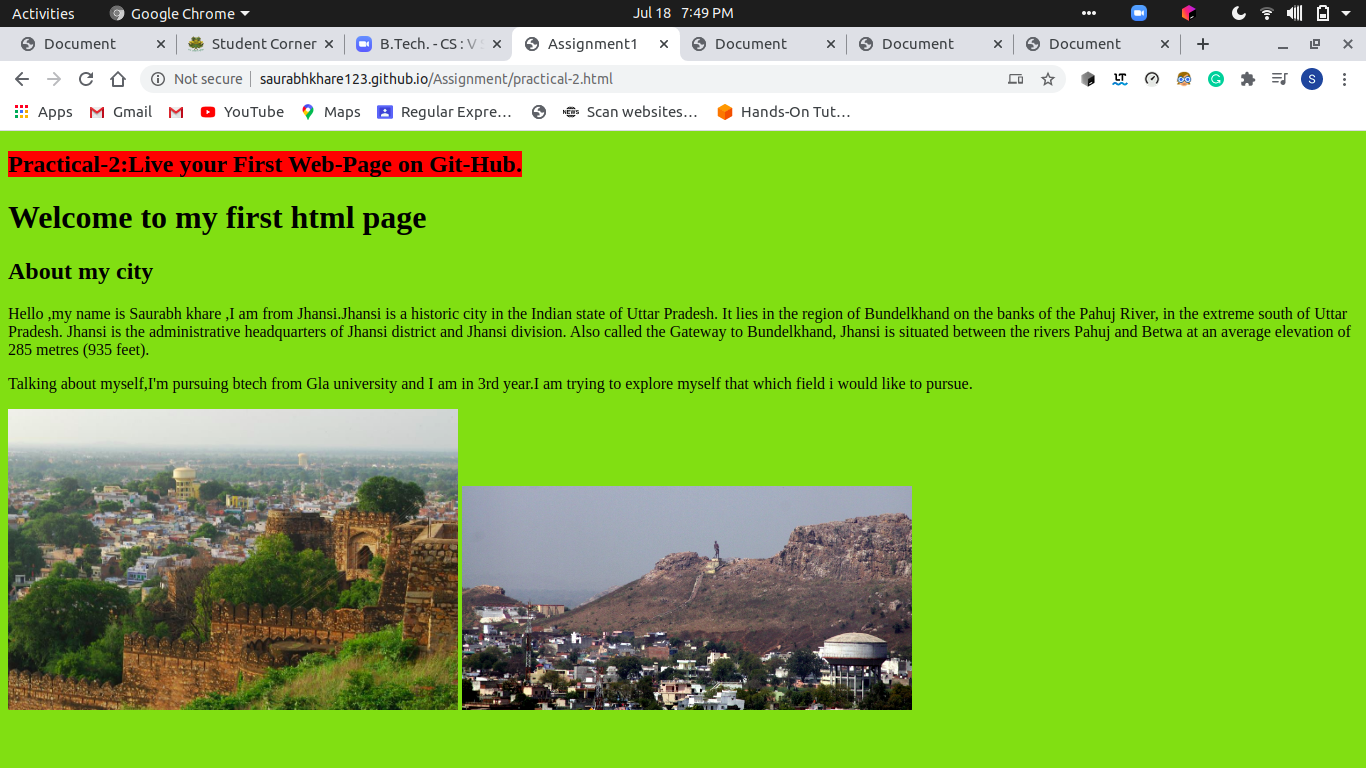 Activities
Google Chrome
Jul 18 7:49 PM
Document
Student Corner
B.Tech. - CS : V S
Assignment1
Document
Document
Document
Not secure
saurabhkhare123.github.io/Assignment/practical-2.html
S
Apps
Gmail
YouTube
Maps
Regular Expre…
NEWS
Scan websites…
Hands-On Tut…
Practical-2:Live your First Web-Page on Git-Hub.
Welcome to my first html page
About my city
Hello ,my name is Saurabh khare ,I am from Jhansi.Jhansi is a historic city in the Indian state of Uttar Pradesh. It lies in the region of Bundelkhand on the banks of the Pahuj River, in the extreme south of Uttar
Pradesh. Jhansi is the administrative headquarters of Jhansi district and Jhansi division. Also called the Gateway to Bundelkhand, Jhansi is situated between the rivers Pahuj and Betwa at an average elevation of
285 metres (935 feet).
Talking about myself,I'm pursuing btech from Gla university and I am in 3rd year.I am trying to explore myself that which field i would like to pursue.